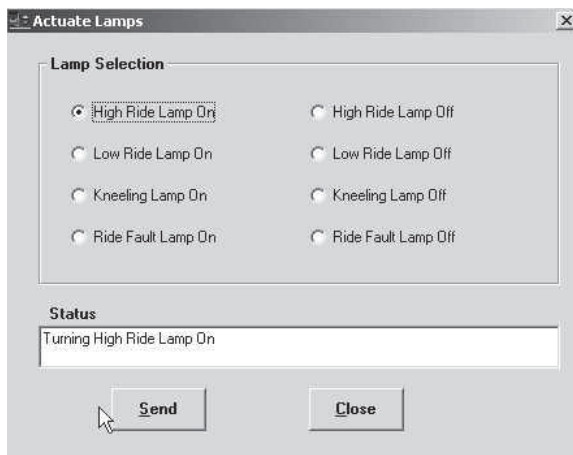 Actuate Lamps
Lamp Selection
High Ride Lamp On
High Ride Lamp Off
Low Ride Lamp On
Low Ride Lamp Off
Kneeling Lamp On
Kneeling Lamp Off
Ride Fault Lamp On
Ride Fault Lamp Off
Status
Turning High Ride Lamp On
Send
Close